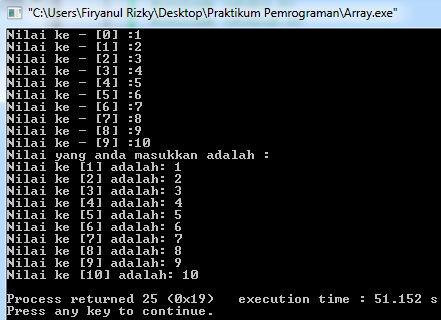 "C:\Users\Firyanul Rizky\Desktop\Praktikum Pemrograman\Array.exe"
Nilai ke - [0] :1
Nilai ke - [1] :2
Nilai ke - [2] :3
Nilai ke - [3] :4
Nilai ke - [4] :5
Nilai ke - [5] :6
Nilai ke - [6] :7
Nilai ke - [7] :8
Nilai ke - [8] :9
Nilai ke - [9] :10
Nilai yang anda masukkan adalah :
Nilai ke [1] adalah: 1
Nilai ke [2] adalah: 2
Nilai ke [3] adalah: 3
Nilai ke [4] adalah: 4
Nilai ke [5] adalah: 5
Nilai ke [6] adalah: 6
Nilai ke [7] adalah: 7
Nilai ke [8] adalah: 8
Nilai ke [9] adalah: 9
Nilai ke [10] adalah: 10
Process returned 25 (0x19)   execution time : 51.152 s
Press any key to continue.